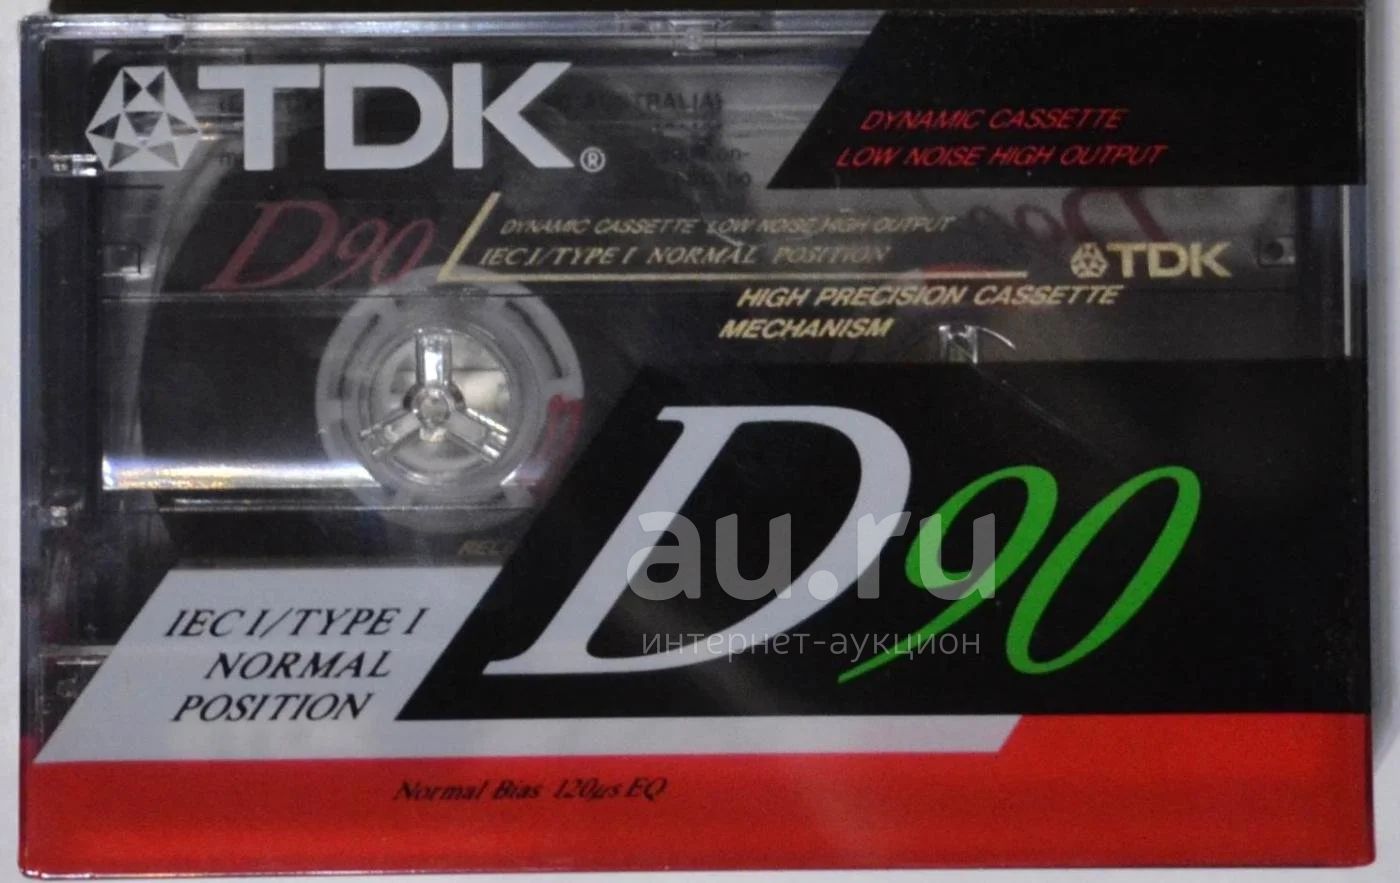 TDK®
AUSTRALIA
DYNAMIC CASSETTE
LOW NOISE HIGH OUTPUT
D90
DYNAMIC CASSETTE LOW NOISE/HIGH OUTPUT
IEC I/TYPE I NORMAL POSITION
TDK
HIGH PRECISION CASSETTE
MECHANISM
D90
au.ru
интернет-аукцион
IEC I/TYPE I
NORMAL
POSITION
Normal Bias 120μs EQ